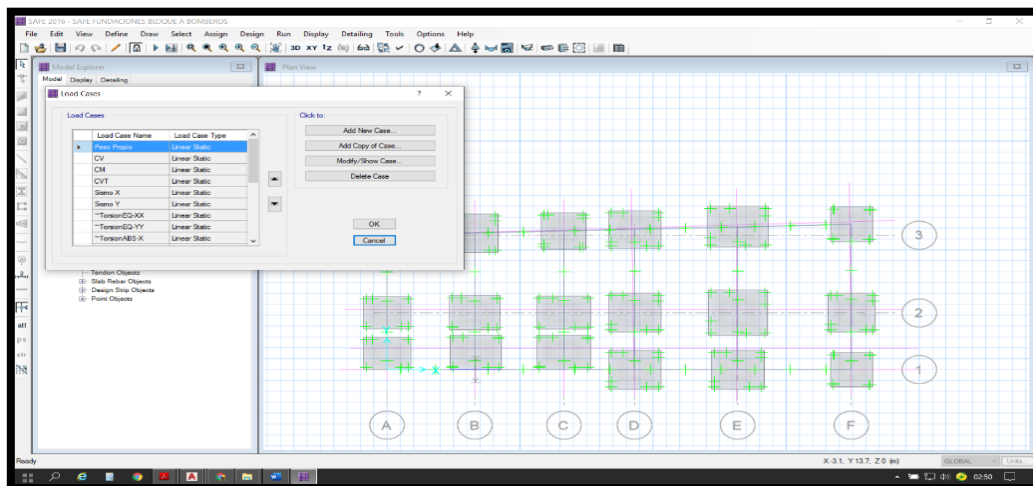 SAFE 2016 - SAFE FUNDACIONES BLOQUE A BOMBEROS
File Edit View Define Draw Select Assign Design Run Display Detailing Tools Options Help
3D XY
Model Explorer
Plan View
Model Display Detailing
Load Cases
?
Load Cases
Click to:
Load Case Name Load Case Type
Peso Propio Linear Static
CV Linear Static
CM Linear Static
CVT Linear Static
Sismo X Linear Static
Sismo Y Linear Static
~TorsionEQ-XX Linear Static
~TorsionEQ-YY Linear Static
~TorsionABS-X Linear Static
Add New Case...
Add Copy of Case...
Modify/Show Case...
Delete Case
OK
Cancel
Tendon Objects
Slab Rebar Objects
Design Strip Objects
Point Objects
all
ps
clr
3
2
1
A B C D E F
Ready
X -3.1, Y 13.7, Z 0 (m)
GLOBAL
Units...
02:50